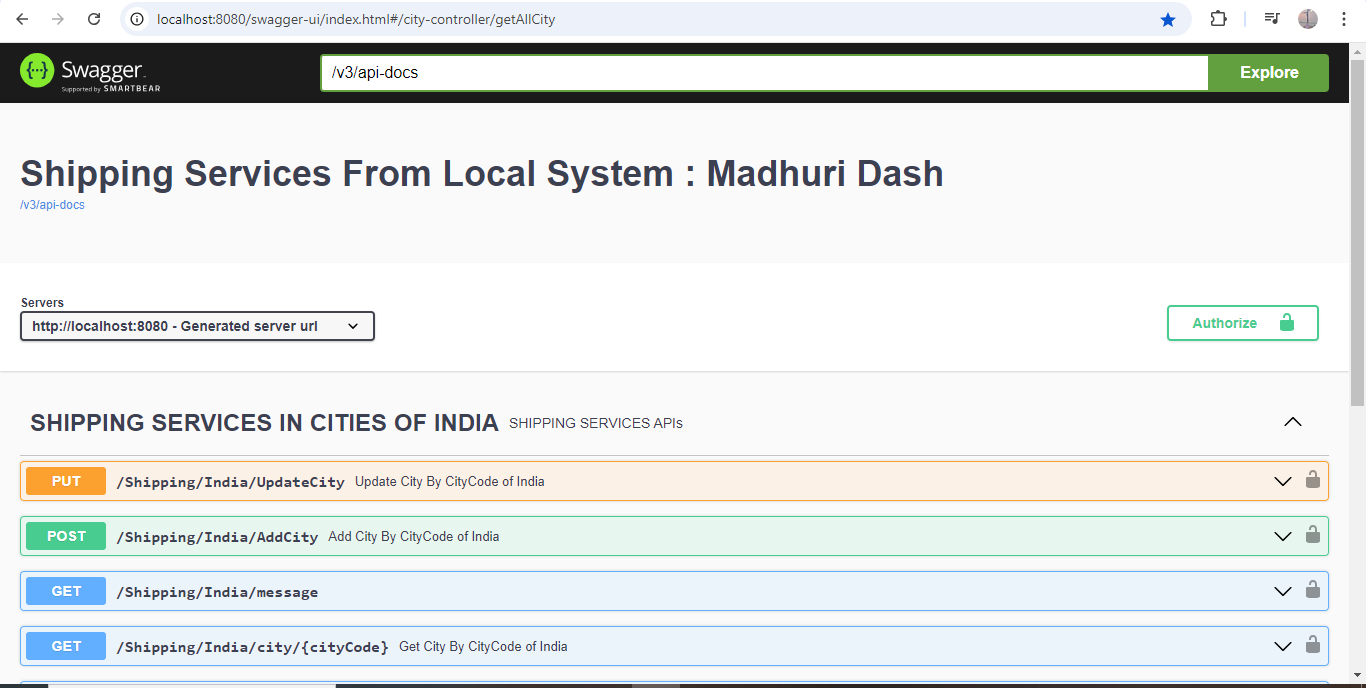 localhost:8080/swagger-ui/index.html#/city-controller/getAllCity
Swagger
Supported by SMARTBEAR
/v3/api-docs
Explore
Shipping Services From Local System : Madhuri Dash
/v3/api-docs
Servers
http://localhost:8080 - Generated server url
Authorize
SHIPPING SERVICES IN CITIES OF INDIA SHIPPING SERVICES APIs
PUT /Shipping/India/UpdateCity Update City By CityCode of India
POST /Shipping/India/AddCity Add City By CityCode of India
GET /Shipping/India/message
GET /Shipping/India/city/{cityCode} Get City By CityCode of India